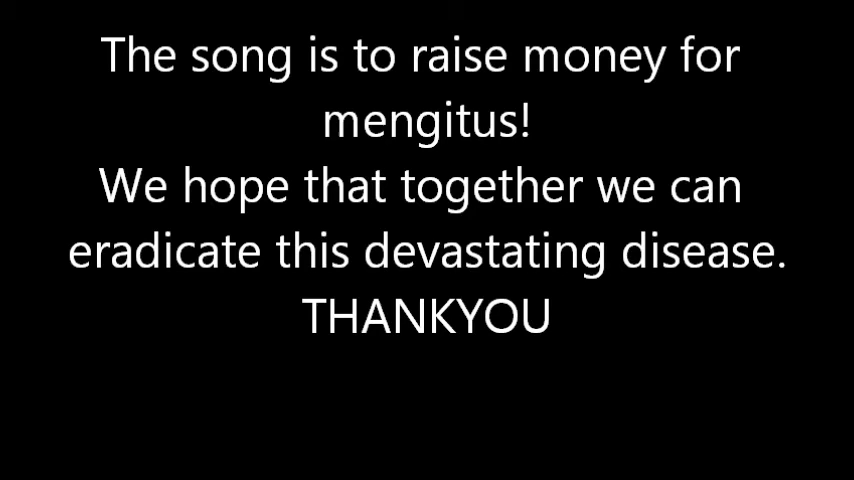 The song is to raise money for
mengitus!
We hope that together we can
eradicate this devastating disease.
THANKYOU